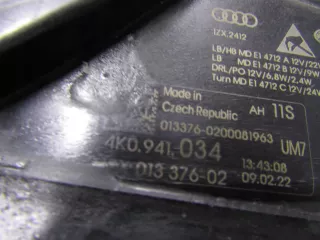 1ZX.2412
LB/HB MD E1 4712 A 12V/22W
LB MD E1 4712 B 12V/9W
DRL/PO 12V/6,8W/2,4W
Turn MD E1 4712 C 12V/24W
Made in
Czech Republic AH 11S
013376-0200081963
4K0.941.034 UM7
13:43:08
013 376-02 09.02.22